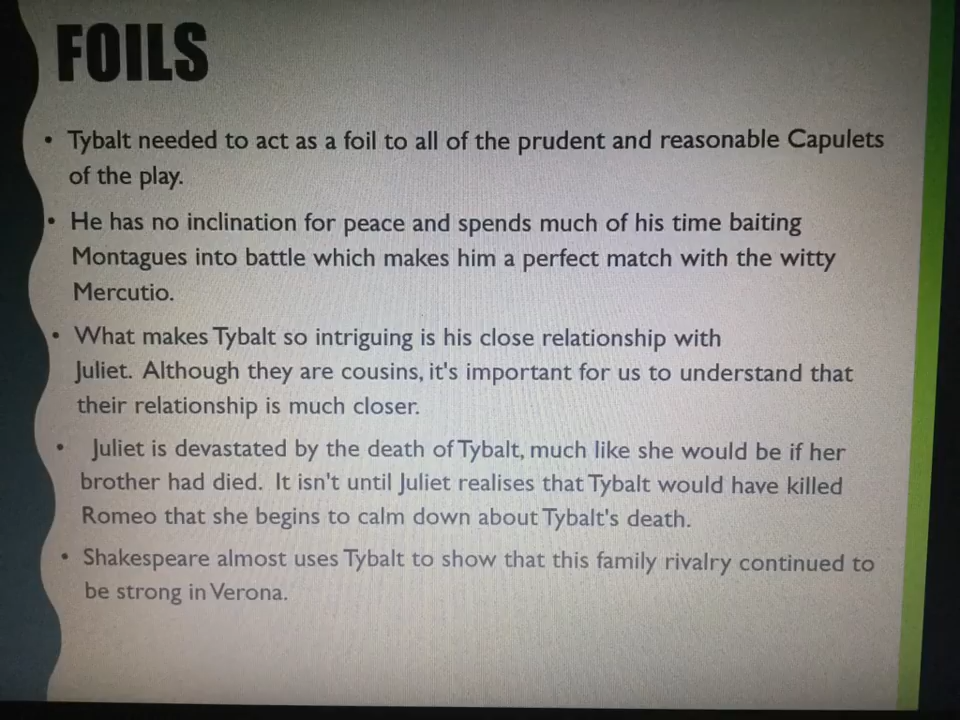 FOILS
• Tybalt needed to act as a foil to all of the prudent and reasonable Capulets
of the play.
• He has no inclination for peace and spends much of his time baiting
Montagues into battle which makes him a perfect match with the witty
Mercutio.
• What makes Tybalt so intriguing is his close relationship with
Juliet. Although they are cousins, it's important for us to understand that
their relationship is much closer.
• Juliet is devastated by the death of Tybalt, much like she would be if her
brother had died. It isn't until Juliet realises that Tybalt would have killed
Romeo that she begins to calm down about Tybalt's death.
• Shakespeare almost uses Tybalt to show that this family rivalry continued to
be strong in Verona.